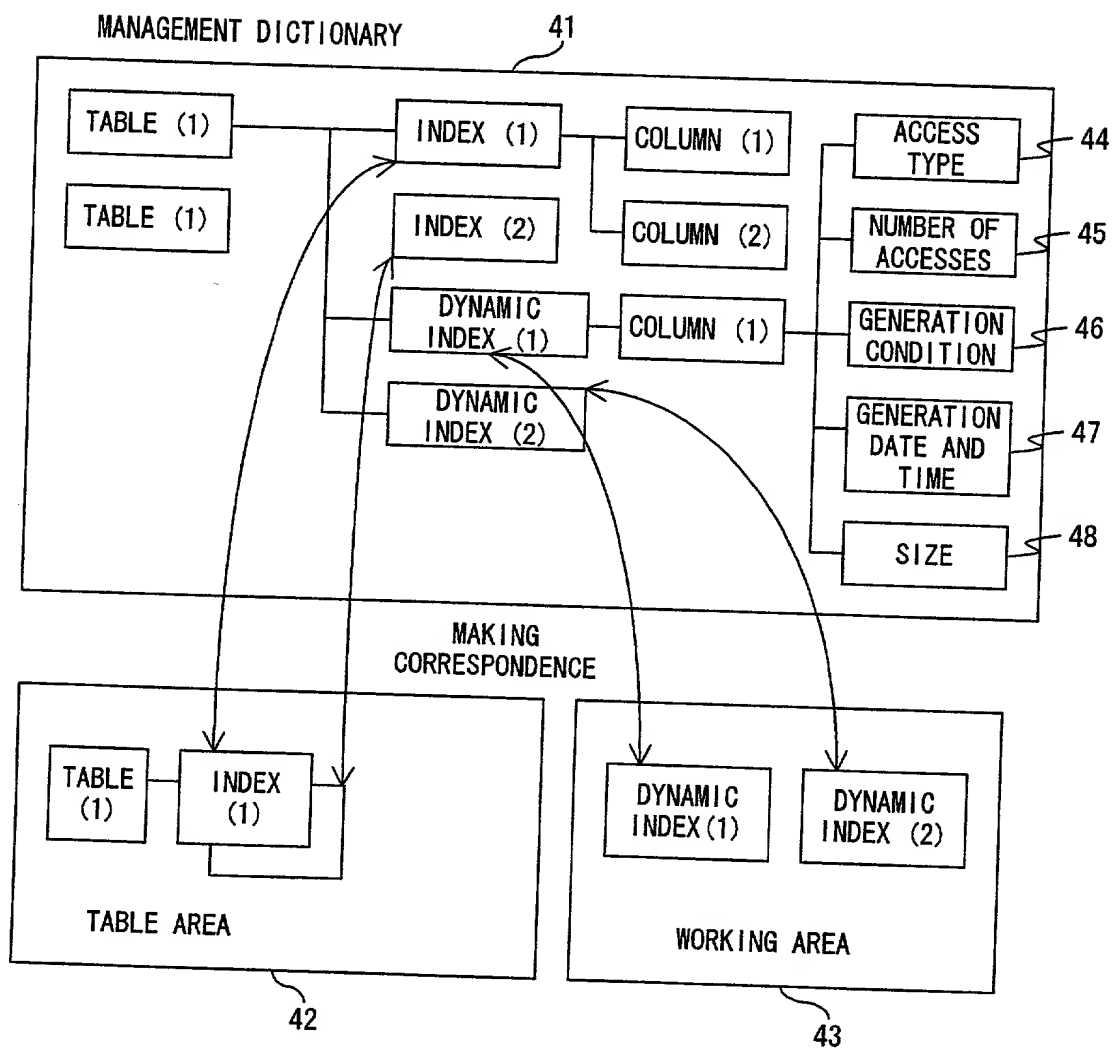 MANAGEMENT DICTIONARY
41
TABLE (1)
INDEX (1)
COLUMN (1)
ACCESS
TYPE
44
TABLE (1)
INDEX (2)
COLUMN (2)
NUMBER OF
ACCESSES
45
DYNAMIC
INDEX (1)
COLUMN (1)
GENERATION
CONDITION
46
DYNAMIC
INDEX (2)
GENERATION
DATE AND
TIME
47
SIZE
48
MAKING
CORRESPONDENCE
TABLE
(1)
INDEX
(1)
DYNAMIC
INDEX(1)
DYNAMIC
INDEX (2)
TABLE AREA
WORKING AREA
42
43